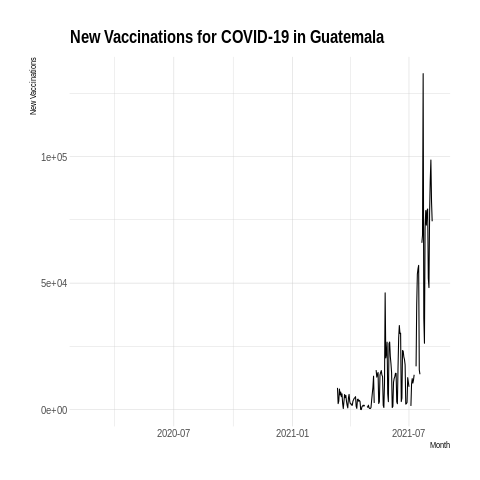 New Vaccinations for COVID-19 in Guatemala
New Vaccinations
1e+05
5e+04
0e+00
2020-07 2021-01 2021-07
Month